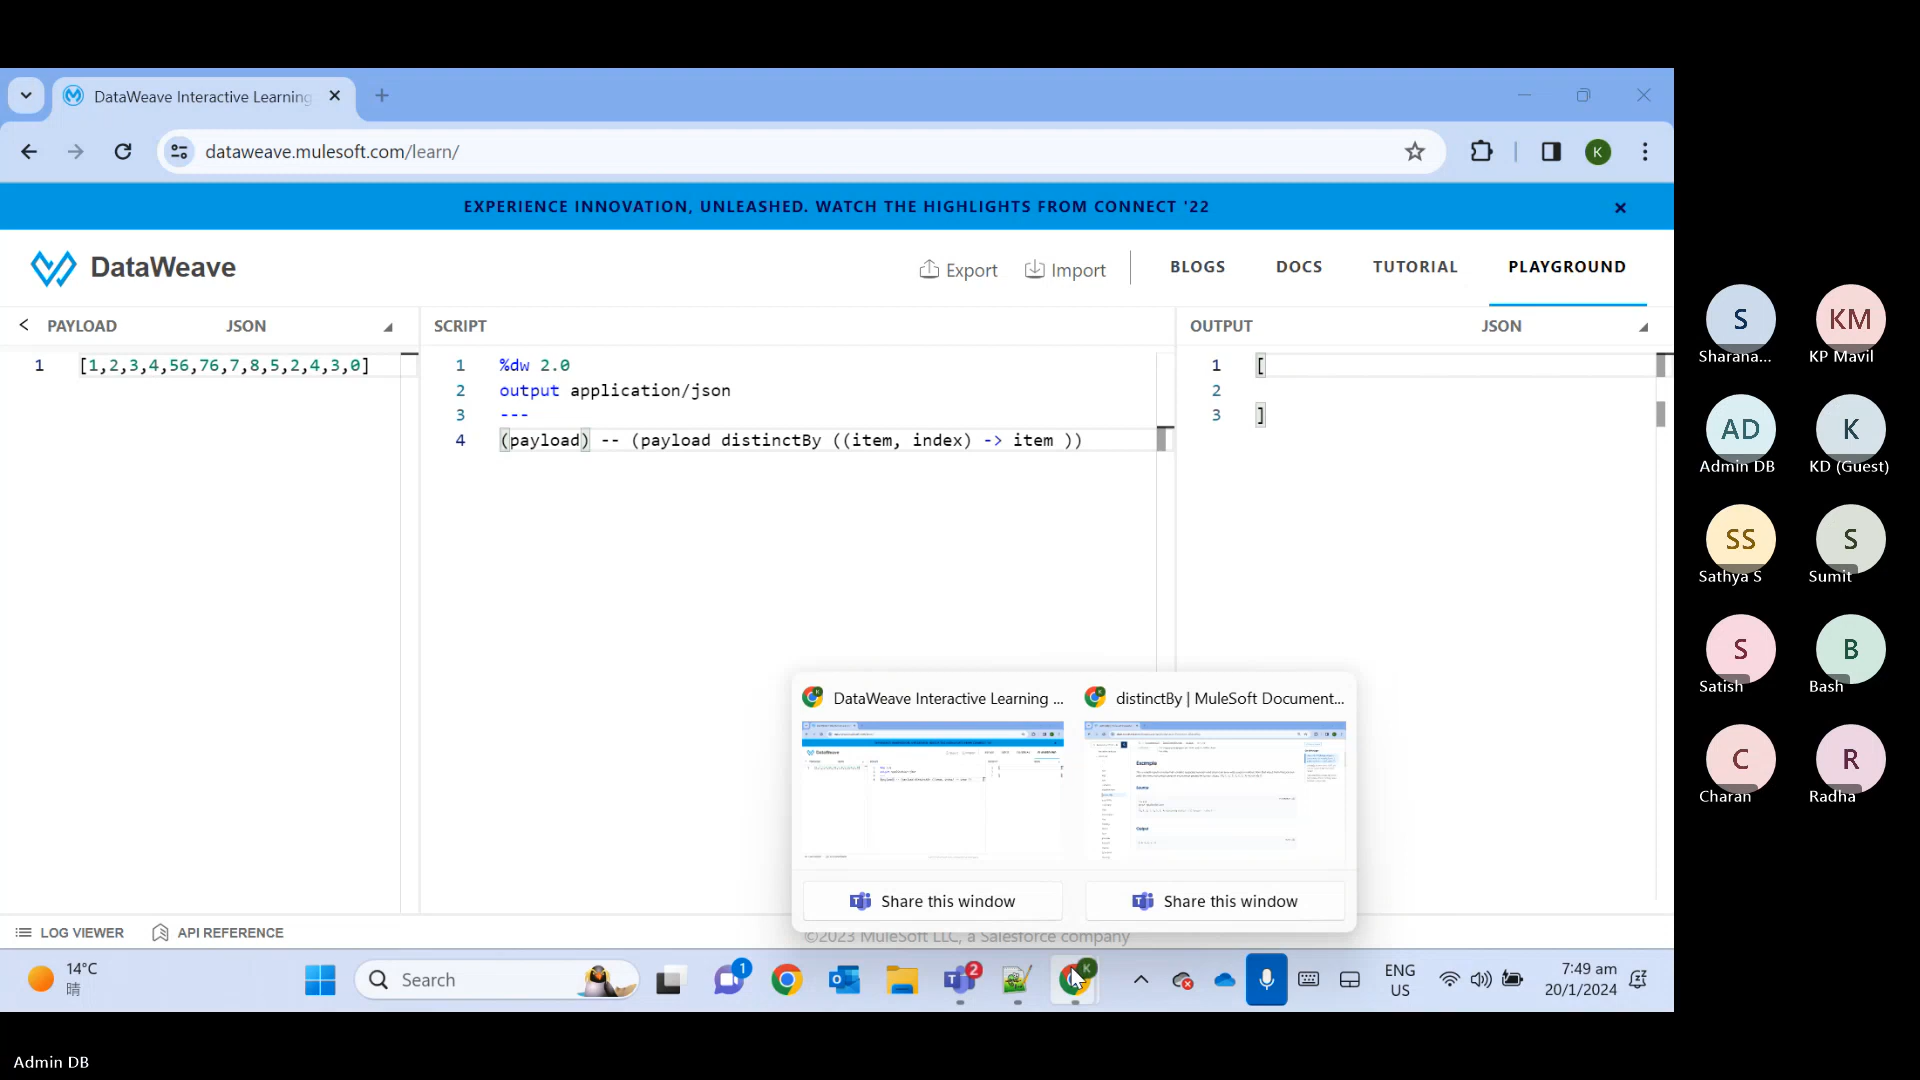 DataWeave Interactive Learning
dataweave.mulesoft.com/learn/
K
EXPERIENCE INNOVATION, UNLEASHED. WATCH THE HIGHLIGHTS FROM CONNECT '22
DataWeave
Export
Import
BLOGS
DOCS
TUTORIAL
PLAYGROUND
PAYLOAD
JSON
SCRIPT
OUTPUT
JSON
1
[1,2,3,4,56,76,7,8,5,2,4,3,0]
1 %dw 2.0
2 output application/json
3 ---
4 (payload) -- (payload distinctBy ((item, index) -> item ))
1 [
2
3 ]
DataWeave Interactive Learning ...
distinctBy | MuleSoft Document...
Share this window
Share this window
LOG VIEWER
API REFERENCE
©2023 MuleSoft LLC, a Salesforce company
14°C
晴
Search
1
2
K
ENG
US
7:49 am
20/1/2024
S
Sharana...
KM
KP Mavil
AD
Admin DB
K
KD (Guest)
SS
Sathya S
S
Sumit
S
Satish
B
Bash
C
Charan
R
Radha
Admin DB